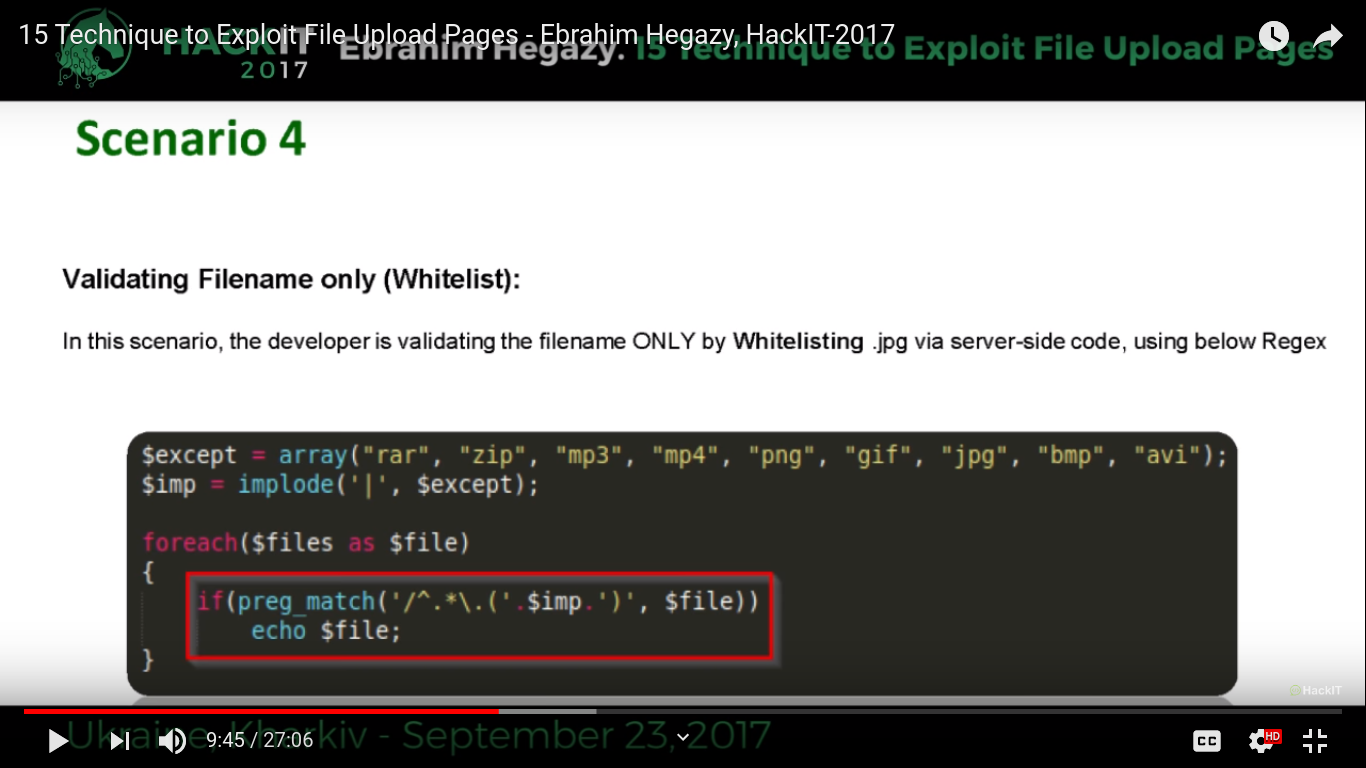 15 Technique to Exploit File Upload Pages - Ebrahim Hegazy, HackIT-2017
HACKIT
2017
Ebrahim Hegazy. 15 Technique to Exploit File Upload Pages
Scenario 4
Validating Filename only (Whitelist):
In this scenario, the developer is validating the filename ONLY by Whitelisting .jpg via server-side code, using below Regex
$except = array("rar", "zip", "mp3", "mp4", "png", "gif", "jpg", "bmp", "avi");
$imp = implode('|', $except);
foreach($files as $file)
{
if(preg_match('/^.*\.('.$imp.')', $file))
echo $file;
}
HackIT
Ukraine, Kharkiv - September 23, 2017
9:45 / 27:06
CC
HD